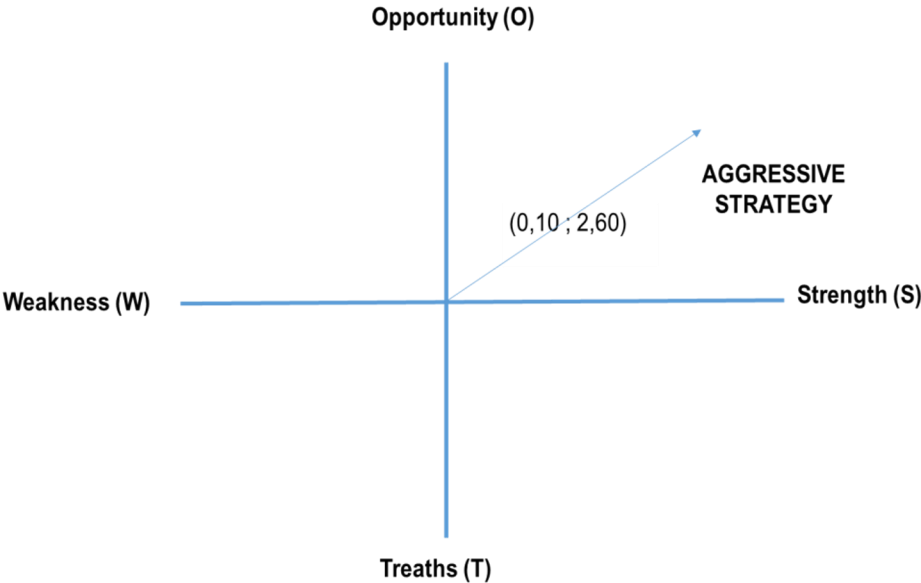 Opportunity (O)
AGGRESSIVE
STRATEGY
(0,10 ; 2,60)
Weakness (W)
Strength (S)
Treaths (T)